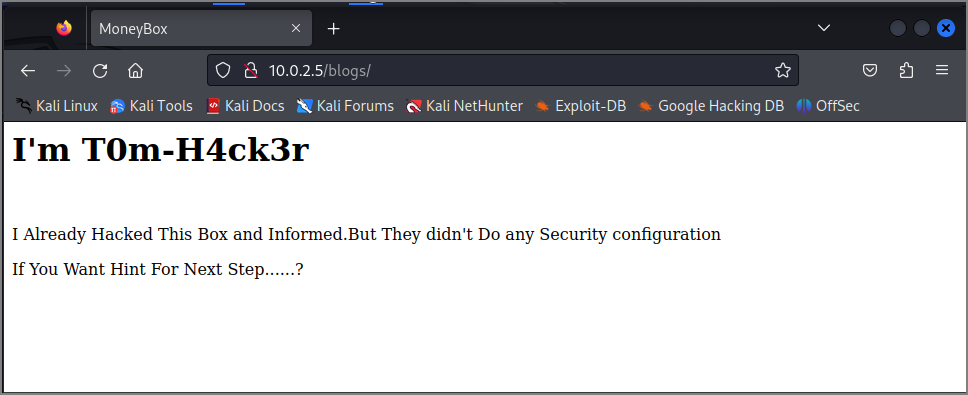 MoneyBox
10.0.2.5/blogs/
Kali Linux Kali Tools Kali Docs Kali Forums Kali NetHunter Exploit-DB Google Hacking DB OffSec
I'm T0m-H4ck3r
I Already Hacked This Box and Informed.But They didn't Do any Security configuration
If You Want Hint For Next Step......?